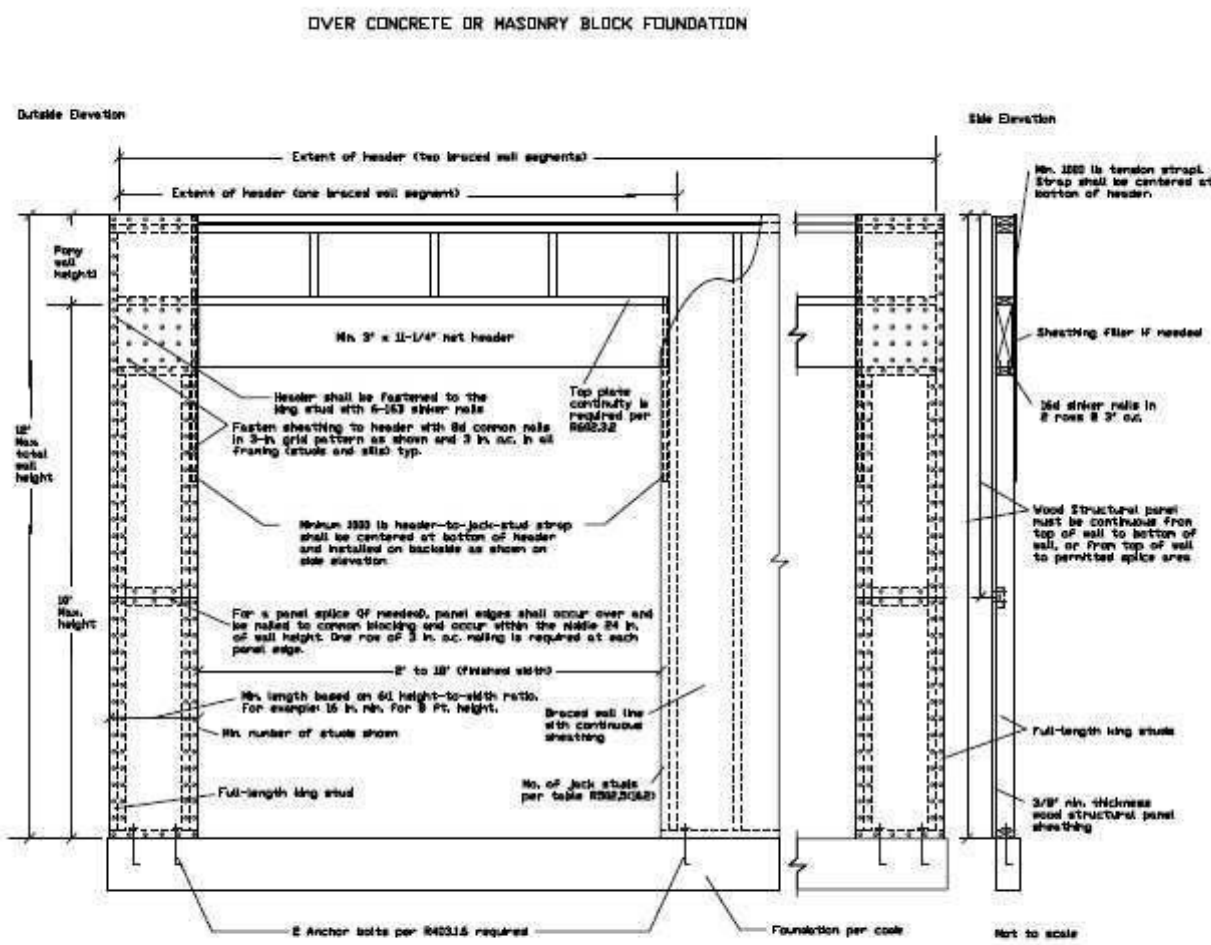 OVER CONCRETE OR MASONRY BLOCK FOUNDATION
Outside Elevation
Side Elevation
Extent of header (two braced wall segments)
Extent of header (one braced wall segment)
Min. 1000 lb tension strap.
Strap shall be centered at
bottom of header.
Pony
wall
height
Min. 3" x 11-1/4" net header
Sheathing filler if needed
Header shall be fastened to the
king stud with 6-16D sinker nails
Top plate
continuity is
required per
R602.3.2
16d sinker nails in
2 rows @ 3" o.c.
Fasten sheathing to header with 8d common nails
in 3-in. grid pattern as shown and 3 in. o.c. in all
framing (studs and sills) typ.
12'
Max.
total
wall
height
Minimum 1000 lb header-to-jack-stud strap
shall be centered at bottom of header
and installed on backside as shown on
side elevation
Wood Structural panel
must be continuous from
top of wall to bottom of
wall, or from top of wall
to permitted splice area
10'
Max.
height
For a panel splice (if needed), panel edges shall occur over and
be nailed to common blocking and occur within the middle 24 in.
of wall height. One row of 3 in. o.c. nailing is required at each
panel edge.
2' to 18' (finished width)
Min. length based on 6:1 height-to-width ratio.
For example: 16 in. min. for 8 ft. height.
Braced wall line
with continuous
sheathing
Min. number of studs shown
Full-length king studs
No. of jack studs
per table
Full-length king stud
3/8" min. thickness
wood structural panel
sheathing
2 Anchor bolts per R403.1.6 required
Foundation per code
Not to scale